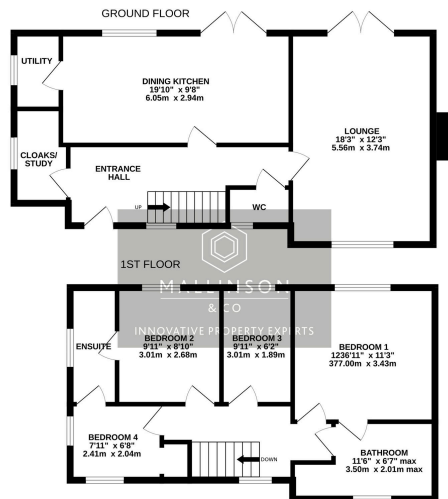 GROUND FLOOR
UTILITY
DINING KITCHEN
19'10" x 9'8"
6.05m x 2.94m
LOUNGE
18'3" x 12'3"
5.56m x 3.74m
CLOAKS/
STUDY
ENTRANCE
HALL
UP
WC
1ST FLOOR
MALLINSON
& CO
INNOVATIVE PROPERTY EXPERTS
ENSUITE
BEDROOM 2
9'11" x 8'10"
3.01m x 2.68m
BEDROOM 3
9'11" x 6'2"
3.01m x 1.89m
BEDROOM 1
1236'11" x 11'3"
377.00m x 3.43m
BEDROOM 4
7'11" x 6'8"
2.41m x 2.04m
DOWN
BATHROOM
11'6" x 6'7" max
3.50m x 2.01m max